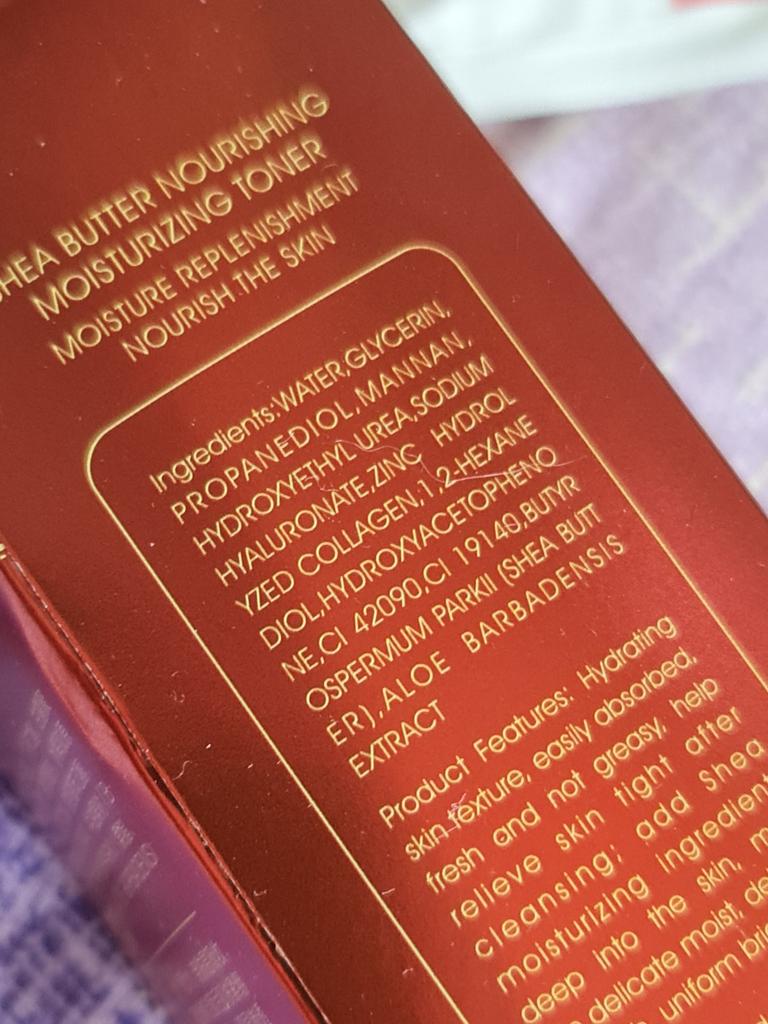 SHEA BUTTER NOURISHING
MOISTURIZING TONER
MOISTURE REPLENISHMENT
NOURISH THE SKIN
Ingredients:WATER,GLYCERIN,
PROPANEDIOL,MANNAN,
HYDROXYETHYL UREA,SODIUM
HYALURONATE,ZINC HYDROL
YZED COLLAGEN,1,2-HEXANE
DIOL,HYDROXYACETOPHENO
NE,CI 42090,CI 19140,BUTYR
OSPERMUM PARKII (SHEA BUTT
ER),ALOE BARBADENSIS
EXTRACT
Product Features: Hydrating
skin texture, easily absorbed,
fresh and not greasy, help
relieve skin tight after
cleansing; add Shea
moisturizing ingredient
deep into the skin,
delicate moist,
uniform